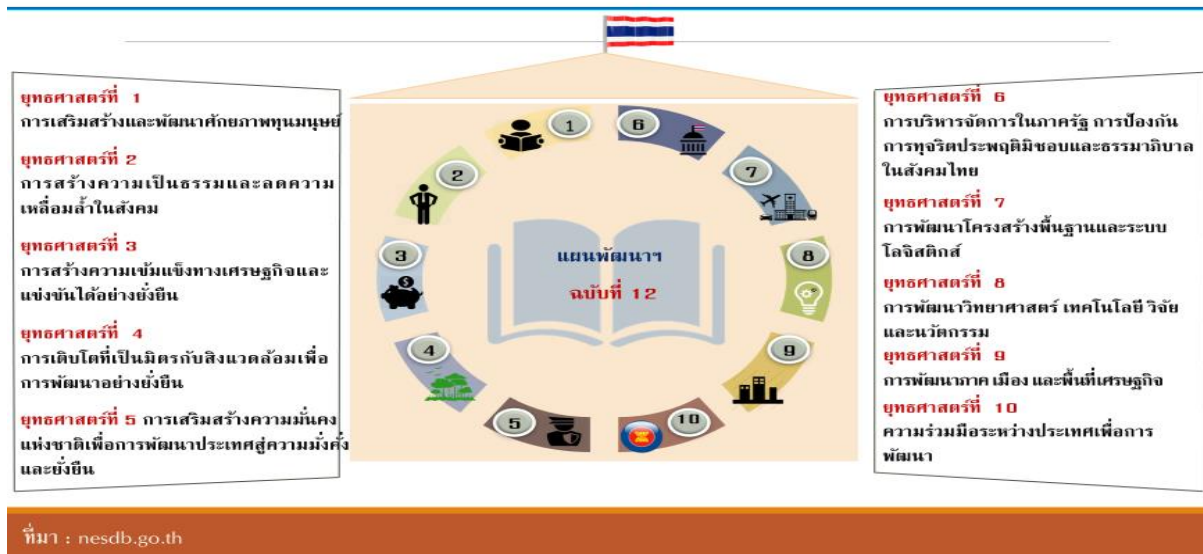 ยุทธศาสตร์ที่ 1
การเสริมสร้างและพัฒนาศักยภาพทุนมนุษย์
ยุทธศาสตร์ที่ 2
การสร้างความเป็นธรรมและลดความ
เหลื่อมล้ำในสังคม
ยุทธศาสตร์ที่ 3
การสร้างความเข้มแข็งทางเศรษฐกิจและ
แข่งขันได้อย่างยั่งยืน
ยุทธศาสตร์ที่ 4
การเติบโตที่เป็นมิตรกับสิ่งแวดล้อมเพื่อ
การพัฒนาอย่างยั่งยืน
ยุทธศาสตร์ที่ 5 การเสริมสร้างความมั่นคง
แห่งชาติเพื่อการพัฒนาประเทศสู่ความมั่งคั่ง
และยั่งยืน
1
2
3
4
5
6
7
8
9
10
แผนพัฒนาฯ
ฉบับที่ 12
ยุทธศาสตร์ที่ 6
การบริหารจัดการในภาครัฐ การป้องกัน
การทุจริตประพฤติมิชอบและธรรมาภิบาล
ในสังคมไทย
ยุทธศาสตร์ที่ 7
การพัฒนาโครงสร้างพื้นฐานและระบบ
โลจิสติกส์
ยุทธศาสตร์ที่ 8
การพัฒนาวิทยาศาสตร์ เทคโนโลยี วิจัย
และนวัตกรรม
ยุทธศาสตร์ที่ 9
การพัฒนาภาค เมือง และพื้นที่เศรษฐกิจ
ยุทธศาสตร์ที่ 10
ความร่วมมือระหว่างประเทศเพื่อการ
พัฒนา
ที่มา : nesdb.go.th